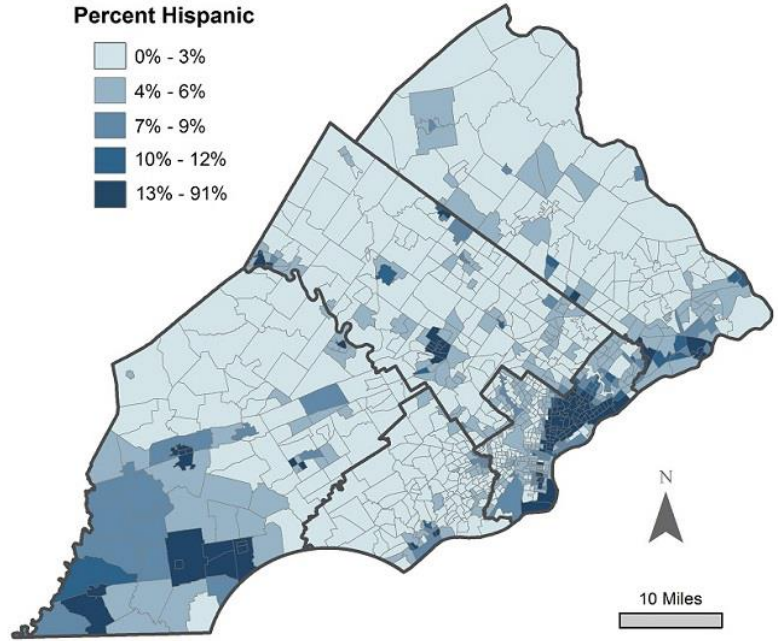 Percent Hispanic
0% - 3%
4% - 6%
7% - 9%
10% - 12%
13% - 91%
N
10 Miles